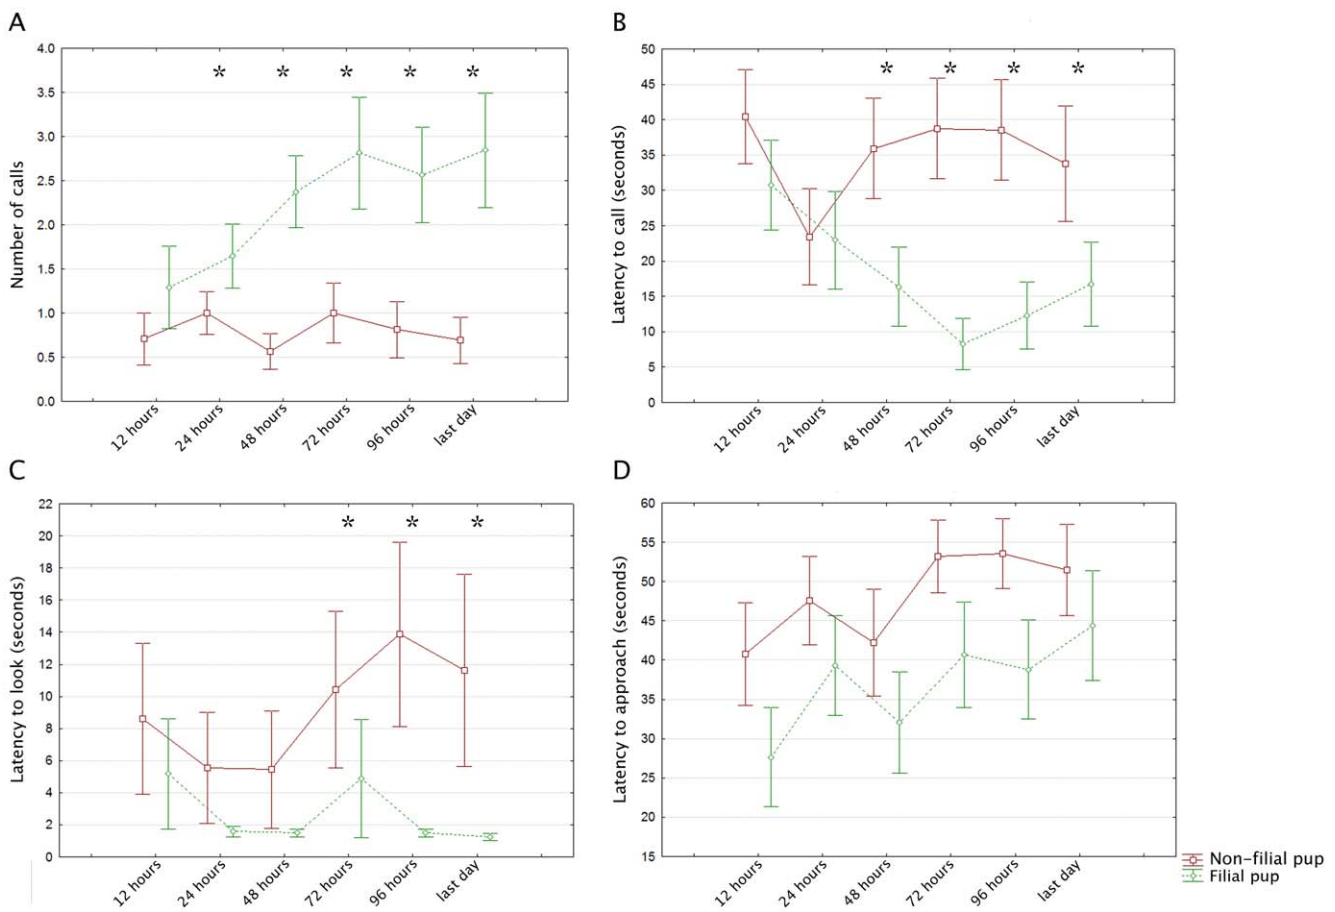 A
4.0
3.5
3.0
2.5
2.0
1.5
1.0
0.5
0.0
Number of calls
* * * * *
12 hours
24 hours
48 hours
72 hours
96 hours
last day
B
50
45
40
35
30
25
20
15
10
5
0
Latency to call (seconds)
* * * *
12 hours
24 hours
48 hours
72 hours
96 hours
last day
C
22
20
18
16
14
12
10
8
6
4
2
0
Latency to look (seconds)
* * *
12 hours
24 hours
48 hours
72 hours
96 hours
last day
D
60
55
50
45
40
35
30
25
20
15
Latency to approach (seconds)
12 hours
24 hours
48 hours
72 hours
96 hours
last day
Non-filial pup
Filial pup